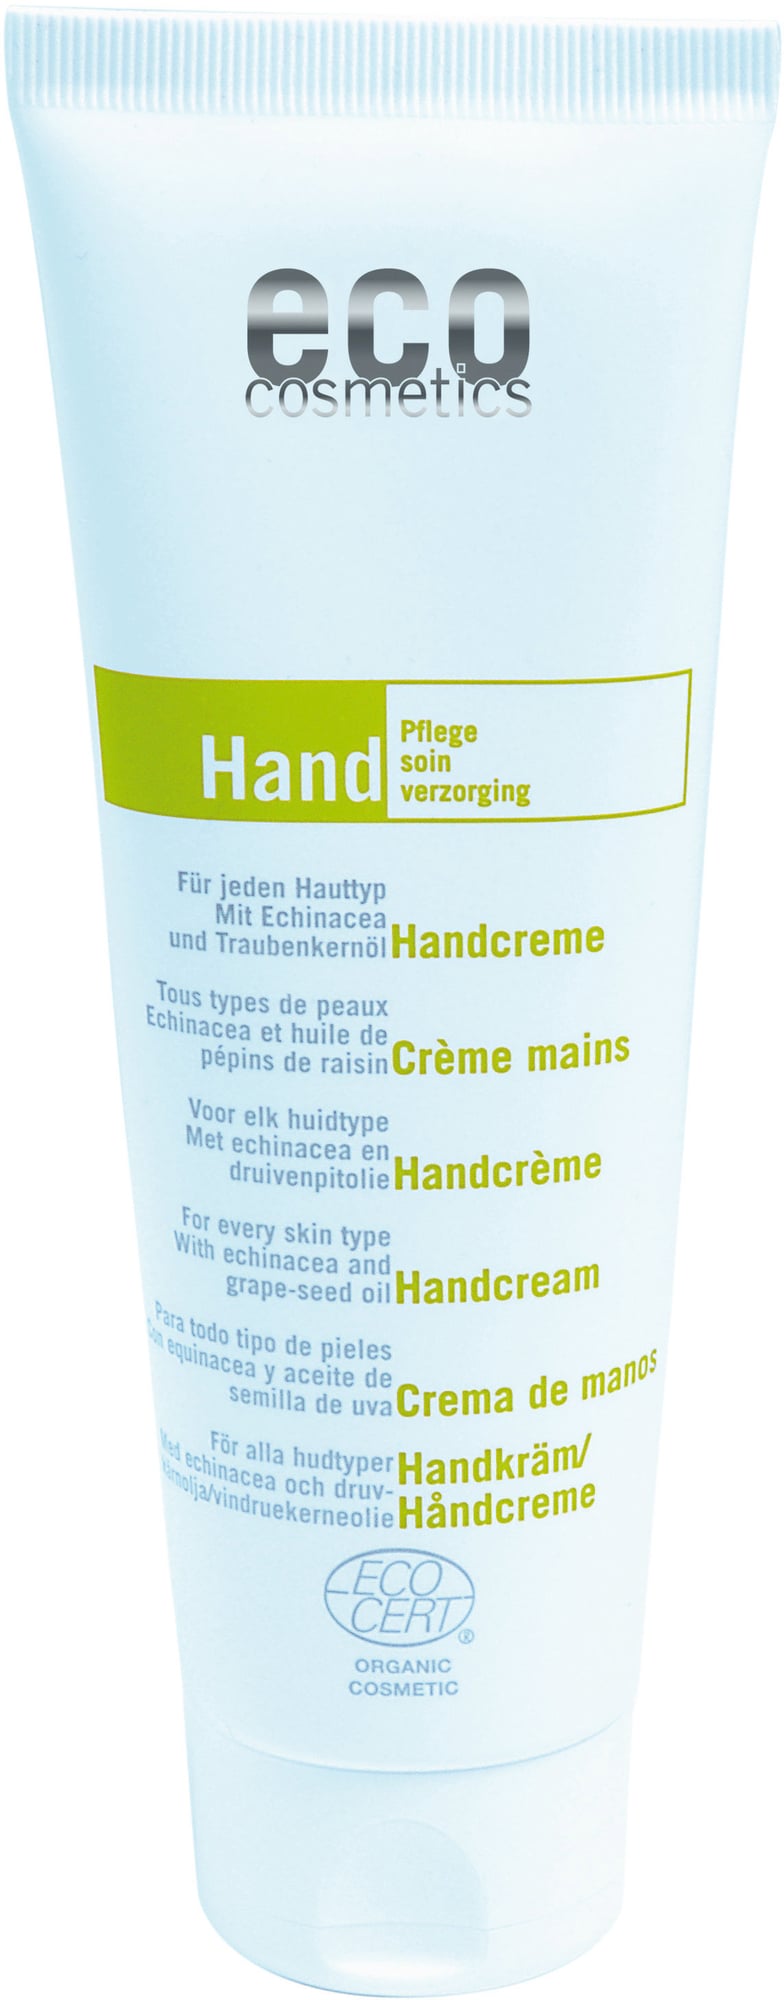 eco
cosmetics
Hand
Pflege
soin
verzorging
Für jeden Hauttyp
Mit Echinacea
und Traubenkernöl Handcreme
Tous types de peaux
Echinacea et huile de
pépins de raisin Crème mains
Voor elk huidtype
Met echinacea en
druivenpitolie Handcrème
For every skin type
With echinacea and
grape-seed oil Handcream
Para todo tipo de pieles
Con equinacea y aceite de
semilla de uva Crema de manos
För alla hudtyper Handkräm/
Med echinacea och druv-
kärnolja/vindruekerneolie Håndcreme
ECO
CERT®
ORGANIC
COSMETIC